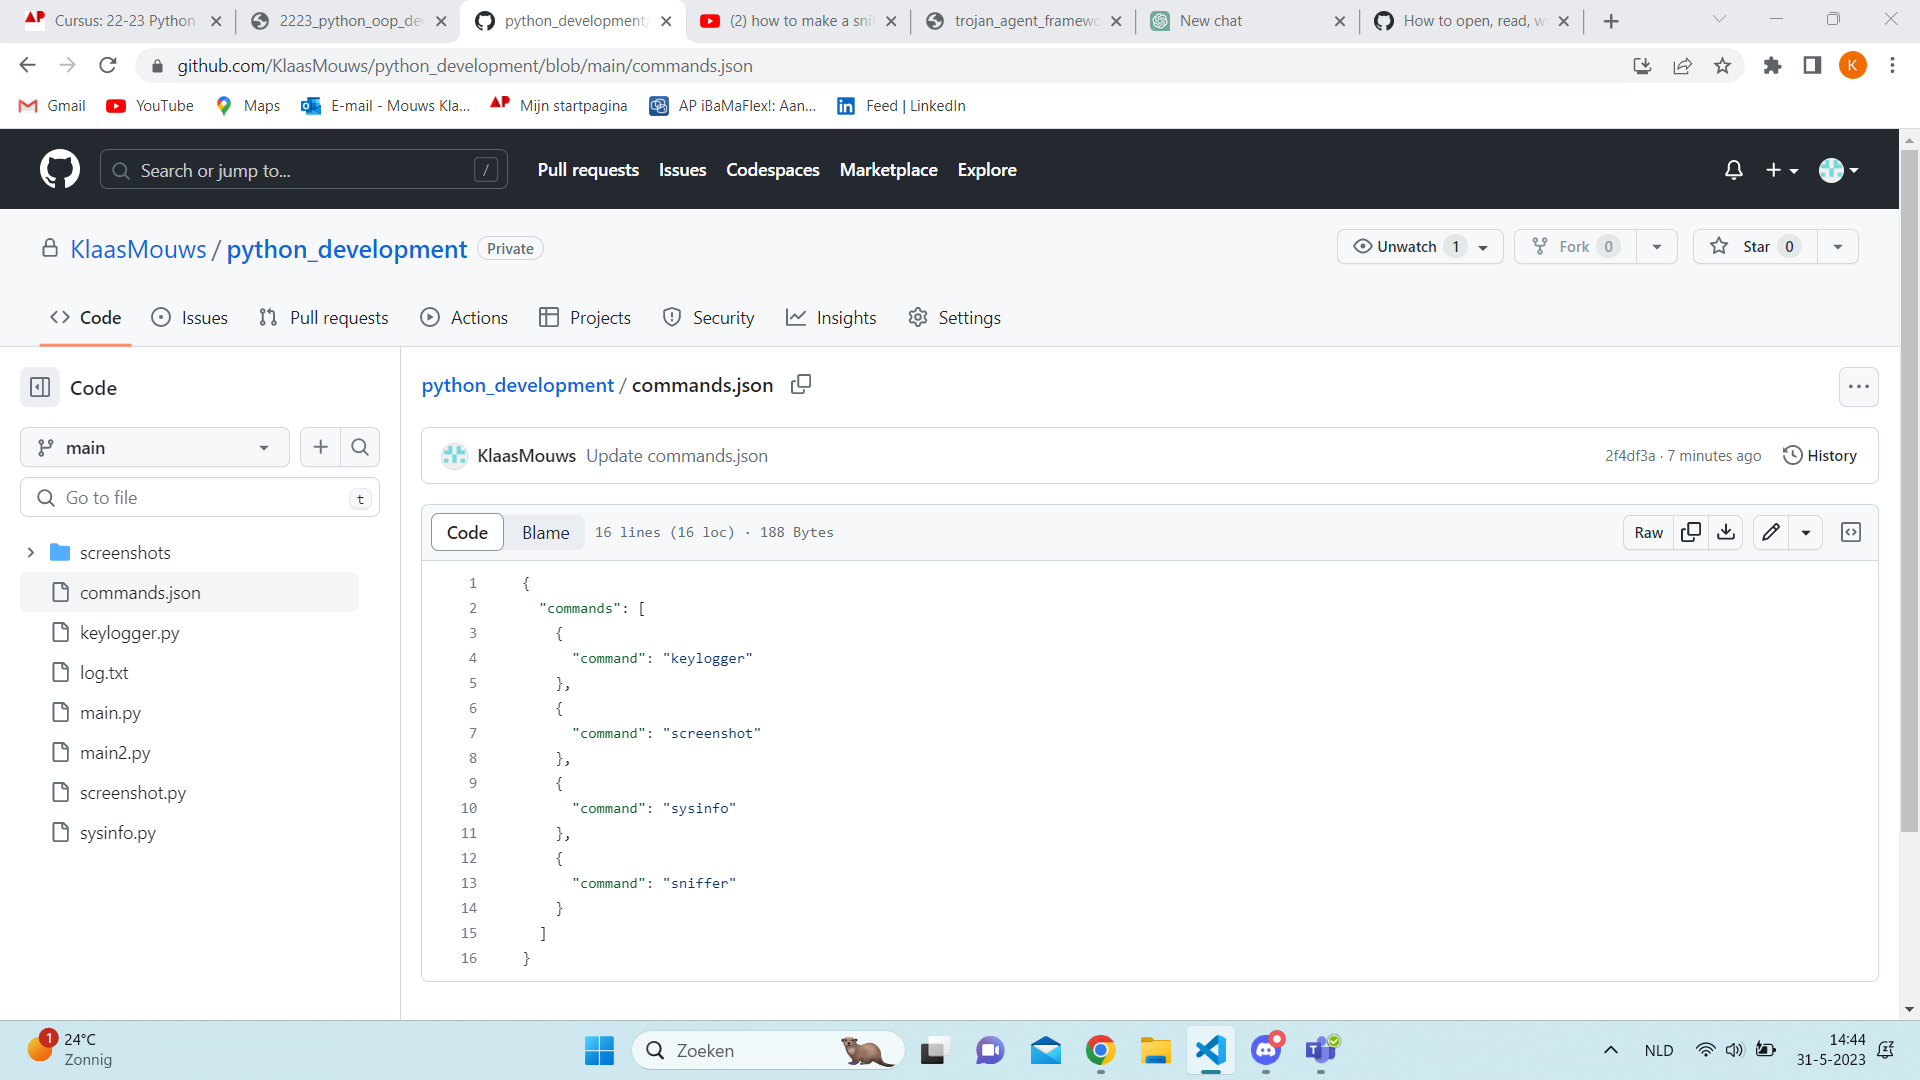 Cursus: 22-23 Python
2223_python_oop_dev
python_development/
(2) how to make a snif
trojan_agent_framewo
New chat
How to open, read, w
github.com/KlaasMouws/python_development/blob/main/commands.json
K
Gmail
YouTube
Maps
E-mail - Mouws Kla...
Mijn startpagina
AP iBaMaFlex!: Aan...
Feed | LinkedIn
Search or jump to...
/
Pull requests
Issues
Codespaces
Marketplace
Explore
KlaasMouws / python_development
Private
Unwatch 1
Fork 0
Star 0
Code
Issues
Pull requests
Actions
Projects
Security
Insights
Settings
Code
main
Go to file
t
screenshots
commands.json
keylogger.py
log.txt
main.py
main2.py
screenshot.py
sysinfo.py
python_development / commands.json
KlaasMouws Update commands.json
2f4df3a · 7 minutes ago
History
Code
Blame
16 lines (16 loc) · 188 Bytes
Raw
1 {
2 "commands": [
3 {
4 "command": "keylogger"
5 },
6 {
7 "command": "screenshot"
8 },
9 {
10 "command": "sysinfo"
11 },
12 {
13 "command": "sniffer"
14 }
15 ]
16 }
1
24°C
Zonnig
Zoeken
NLD
14:44
31-5-2023